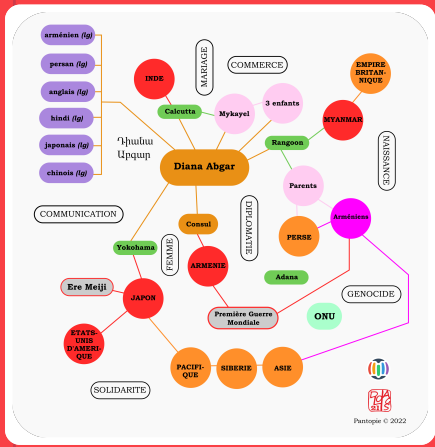 arménien (lg)
persan (lg)
anglais (lg)
hindi (lg)
japonais (lg)
chinois (lg)
INDE
MARIAGE
COMMERCE
EMPIRE
BRITAN-
NIQUE
Calcutta
Mykayel
3 enfants
MYANMAR
Դիանա
Աբգար
Rangoon
NAISSANCE
Diana Abgar
Parents
COMMUNICATION
Consul
DIPLOMATIE
Arméniens
PERSE
Yokohama
FEMME
ARMENIE
Adana
Ere Meiji
JAPON
GENOCIDE
Première Guerre
Mondiale
ONU
ETATS-
UNIS
D'AMERI-
QUE
PACIFI-
QUE
SIBERIE
ASIE
SOLIDARITE
Pantopie © 2022